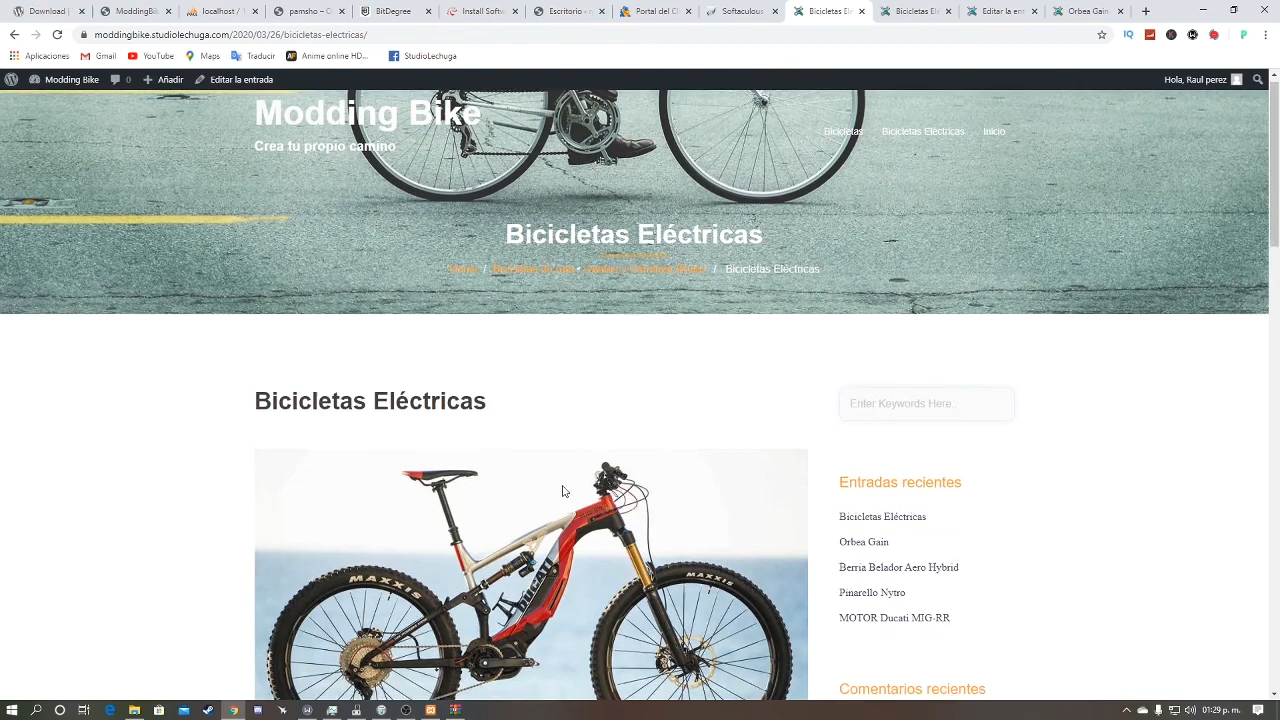 Download
ModdingBik
pamsho – C
BitDegree
Install Softw
Escritorio ‹ m
Portal del Cl
Softaculous
Bicicletas Ele
Bicicletas El
Editar la ent
Orbea Gain
moddingbike.studiolechuga.com/2020/03/26/bicicletas-electricas/
Aplicaciones
Gmail
YouTube
Maps
Traducir
Anime online HD...
StudioLechuga
Modding Bike
0
Añadir
Editar la entrada
Hola, Raul perez
Modding Bike
Crea tu propio camino
Bicicletas
Bicicletas Eléctricas
Inicio
Bicicletas Eléctricas
Home / / Bicicletas Eléctricas
Bicicletas Eléctricas
Enter Keywords Here..
MAXXIS
DUCATI
MAXXIS
Entradas recientes
Bicicletas Eléctricas
Orbea Gain
Berria Belador Aero Hybrid
Pinarello Nytro
MOTOR Ducati MIG-RR
Comentarios recientes
01:29 p. m.